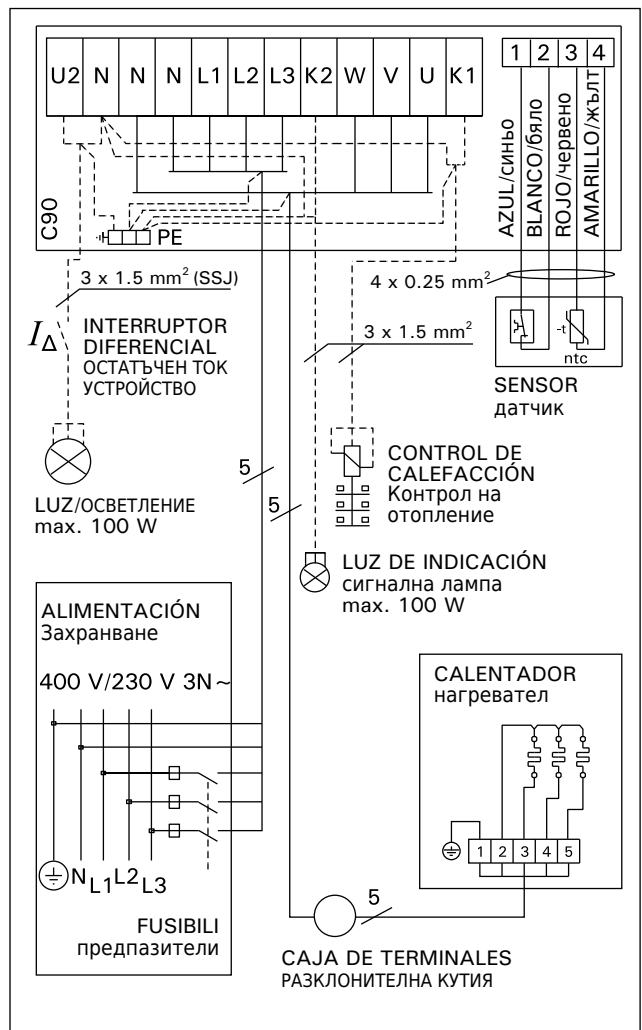 U2 N N N L1 L2 L3 K2 W V U K1
1 2 3 4
AZUL/синьо
BLANCO/бяло
ROJO/червено
AMARILLO/жълт
C90
PE
3 x 1.5 mm² (SSJ)
4 x 0.25 mm²
I∆
INTERRUPTOR
DIFERENCIAL
ОСТАТЪЧЕН ТОК
УСТРОЙСТВО
3 x 1.5 mm²
-t
ntc
SENSOR
датчик
LUZ/ОСВЕТЛЕНИЕ
max. 100 W
5
5
CONTROL DE
CALEFACCIÓN
Контрол на
отопление
LUZ DE INDICACIÓN
сигнална лампа
max. 100 W
ALIMENTACIÓN
Захранване
400 V/230 V 3N ~
N L1 L2 L3
FUSIBILI
предпазители
CALENTADOR
нагревател
1 2 3 4 5
5
CAJA DE TERMINALES
РАЗКЛОНИТЕЛНА КУТИЯ